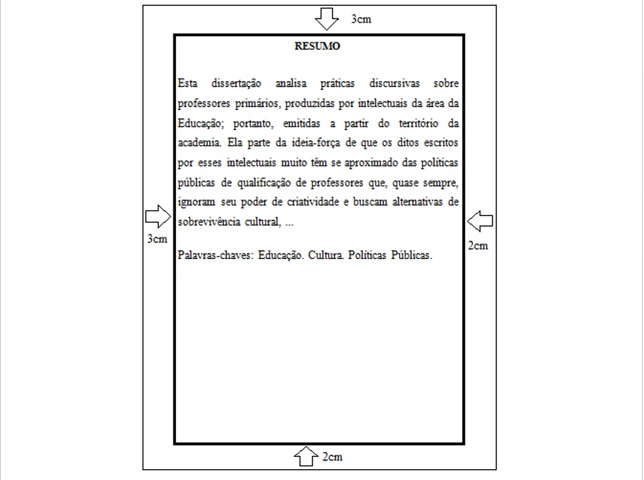 3cm
RESUMO
Esta dissertação analisa práticas discursivas sobre
professores primários, produzidas por intelectuais da área da
Educação; portanto, emitidas a partir do território da
academia. Ela parte da ideia-força de que os ditos escritos
por esses intelectuais muito têm se aproximado das políticas
públicas de qualificação de professores que, quase sempre,
ignoram seu poder de criatividade e buscam alternativas de
sobrevivência cultural, ...
3cm
2cm
Palavras-chaves: Educação. Cultura. Políticas Públicas.
2cm